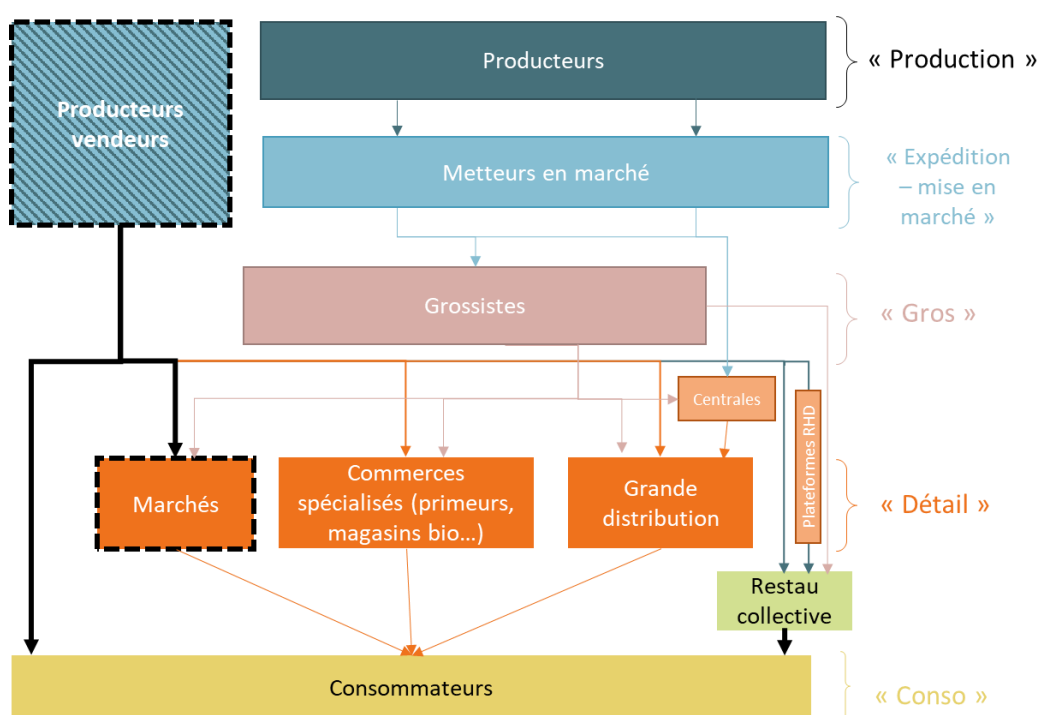 Producteurs
vendeurs
Producteurs
« Production »
Metteurs en marché
« Expédition
– mise en
marché »
Grossistes
« Gros »
Centrales
Plateformes RHD
Marchés
Commerces
spécialisés (primeurs,
magasins bio…)
Grande
distribution
« Détail »
Restau
collective
Consommateurs
« Conso »